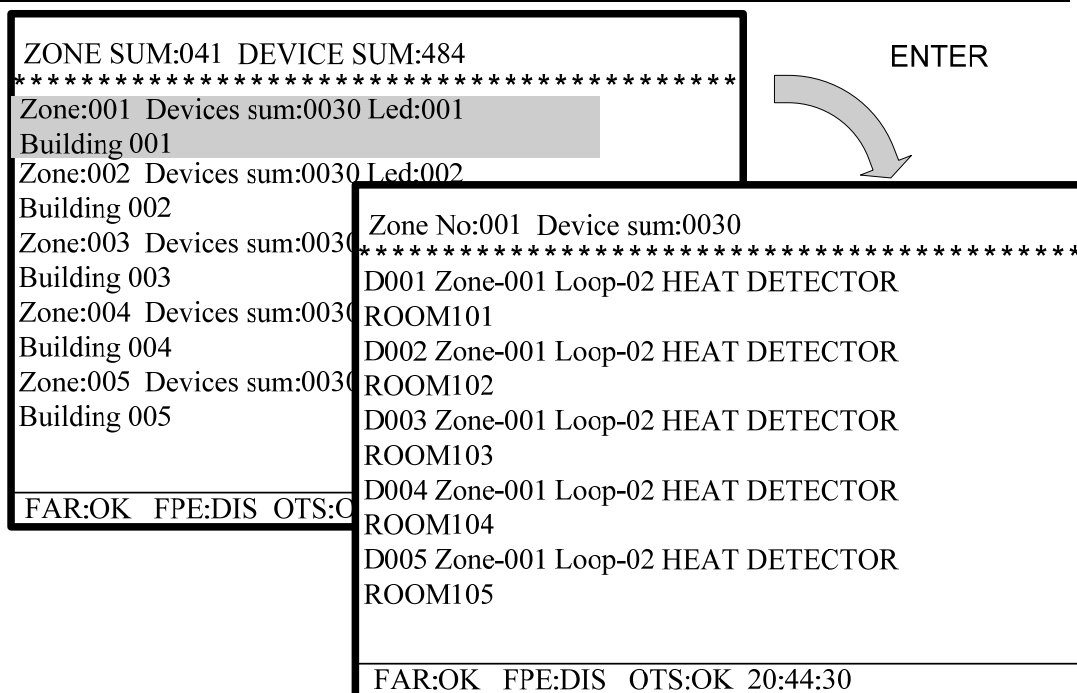 ZONE SUM:041 DEVICE SUM:484
*******************************************
Zone:001 Devices sum:0030 Led:001
Building 001
Zone:002 Devices sum:0030 Led:002
Building 002
Zone:003 Devices sum:0030
Building 003
Zone:004 Devices sum:0030
Building 004
Zone:005 Devices sum:0030
Building 005
FAR:OK FPE:DIS OTS:O
ENTER
Zone No:001 Device sum:0030
*******************************************
D001 Zone-001 Loop-02 HEAT DETECTOR
ROOM101
D002 Zone-001 Loop-02 HEAT DETECTOR
ROOM102
D003 Zone-001 Loop-02 HEAT DETECTOR
ROOM103
D004 Zone-001 Loop-02 HEAT DETECTOR
ROOM104
D005 Zone-001 Loop-02 HEAT DETECTOR
ROOM105
FAR:OK FPE:DIS OTS:OK 20:44:30